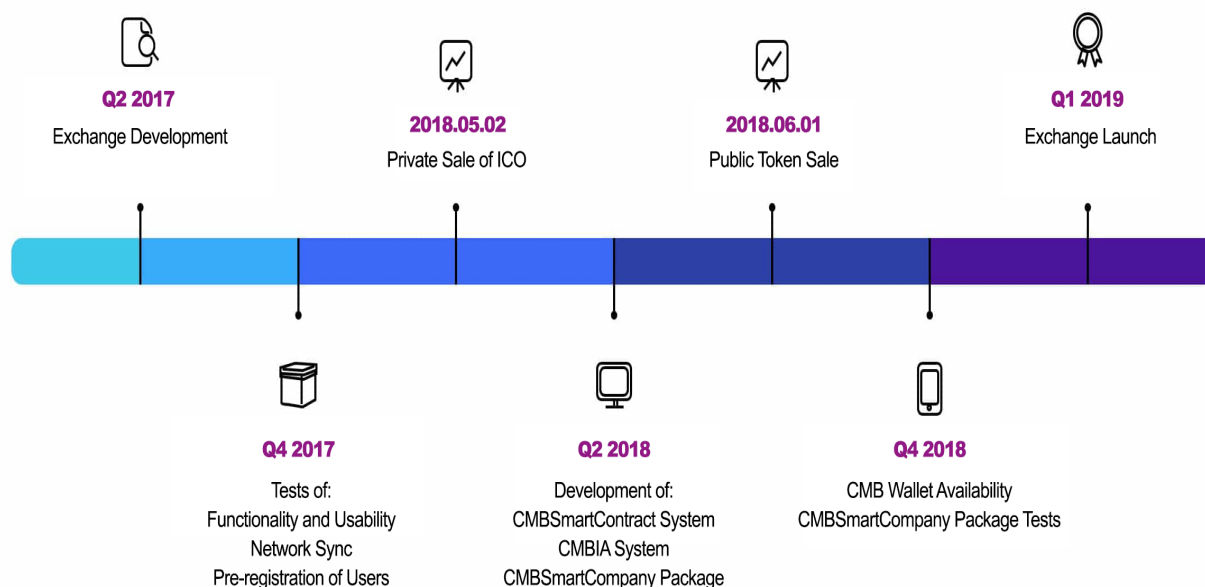 Q2 2017
Exchange Development
2018.05.02
Private Sale of ICO
2018.06.01
Public Token Sale
Q1 2019
Exchange Launch
Q4 2017
Tests of:
Functionality and Usability
Network Sync
Pre-registration of Users
Q2 2018
Development of:
CMBSmartContract System
CMBIA System
CMBSmartCompany Package
Q4 2018
CMB Wallet Availability
CMBSmartCompany Package Tests